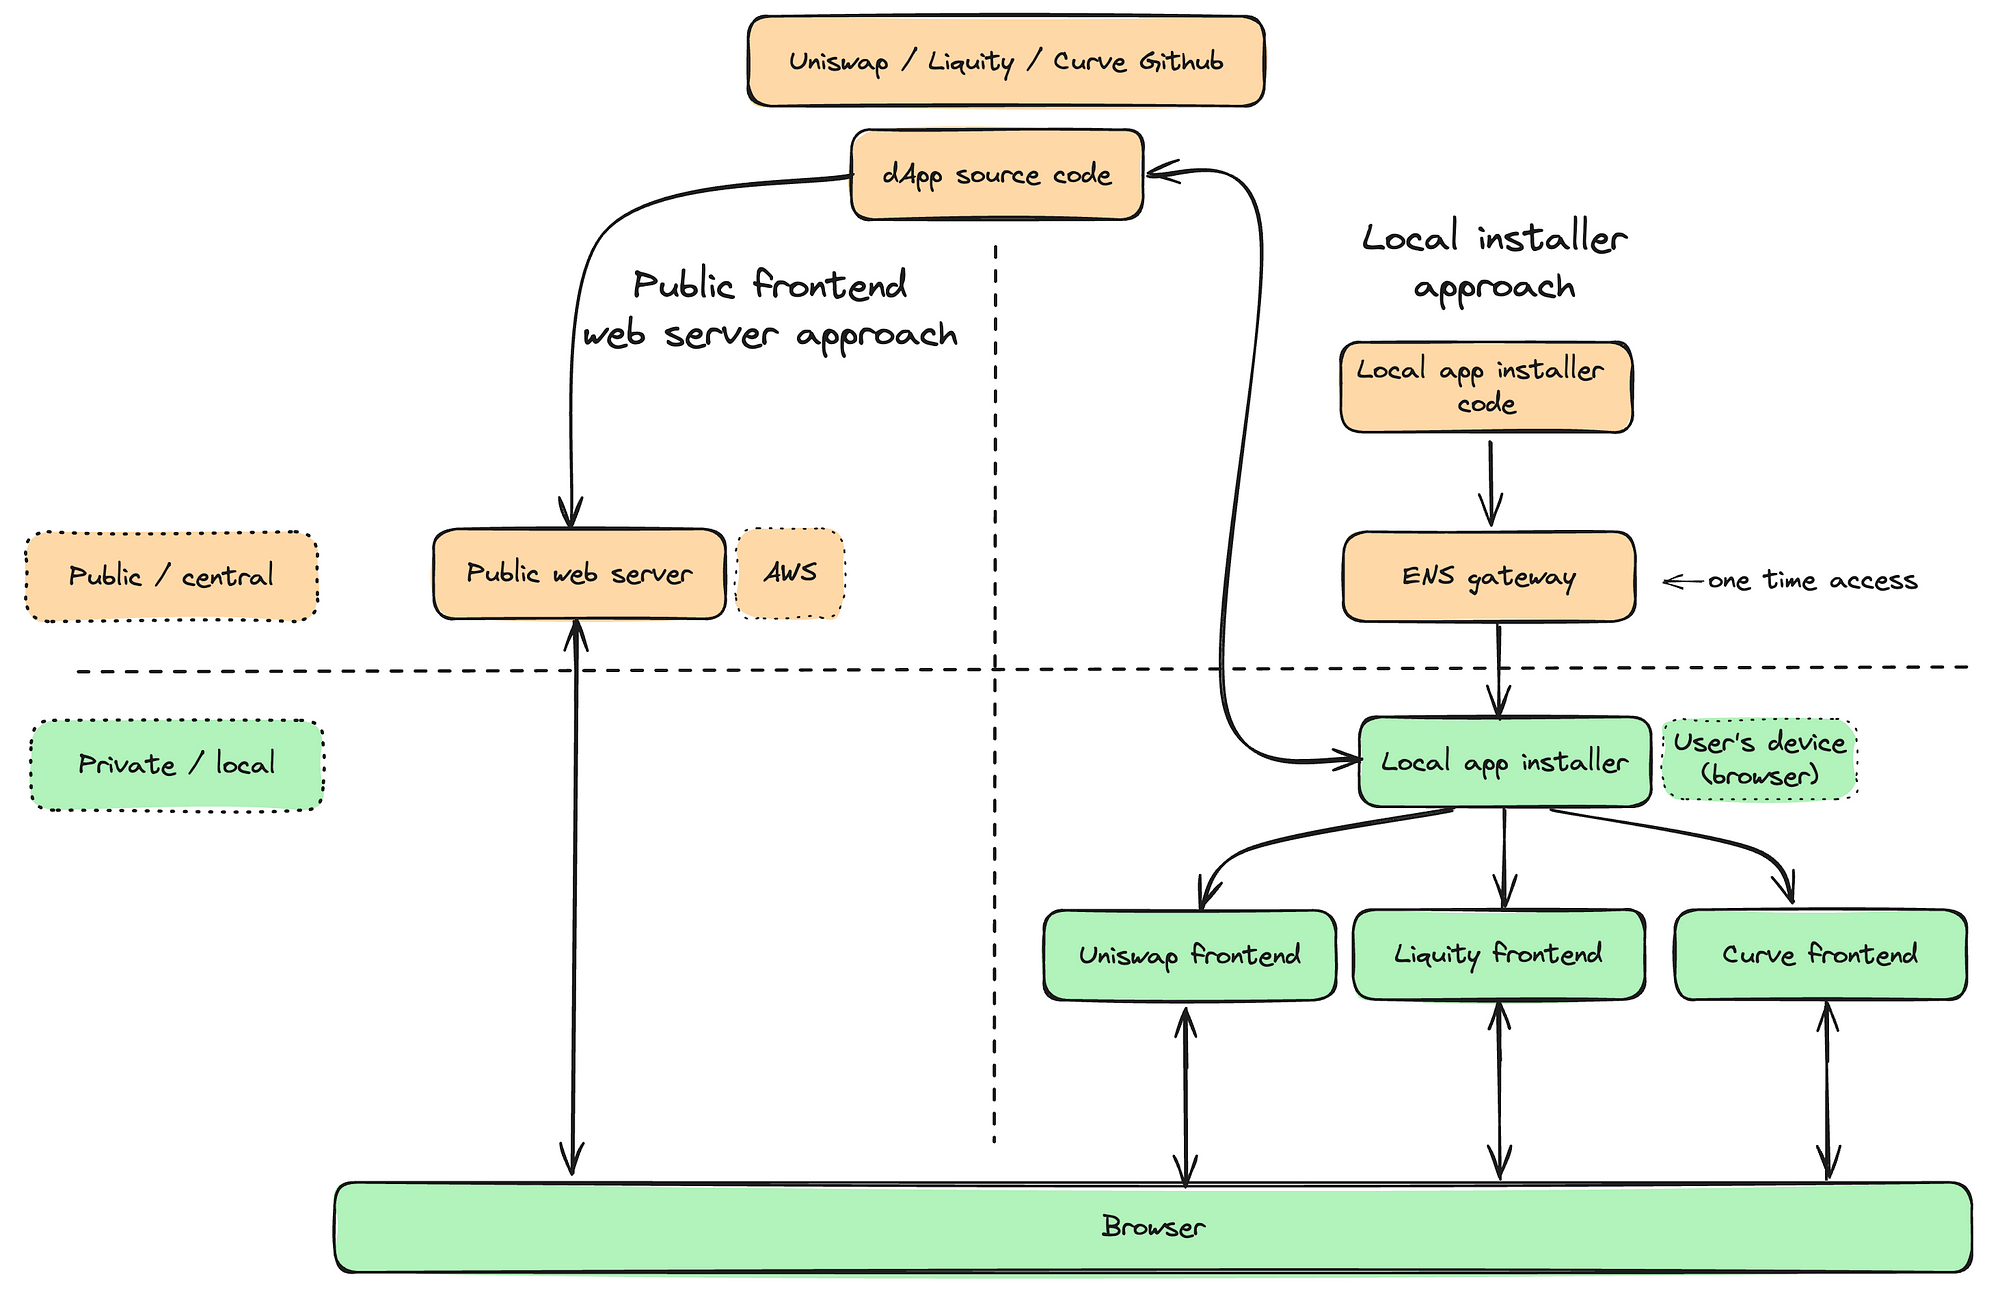 Uniswap / Liquity / Curve Github
dApp source code
Public frontend
web server approach
Local installer
approach
Local app installer
code
Public / central
Public web server
AWS
ENS gateway
one time access
Private / local
Local app installer
User's device
(browser)
Uniswap frontend
Liquity frontend
Curve frontend
Browser